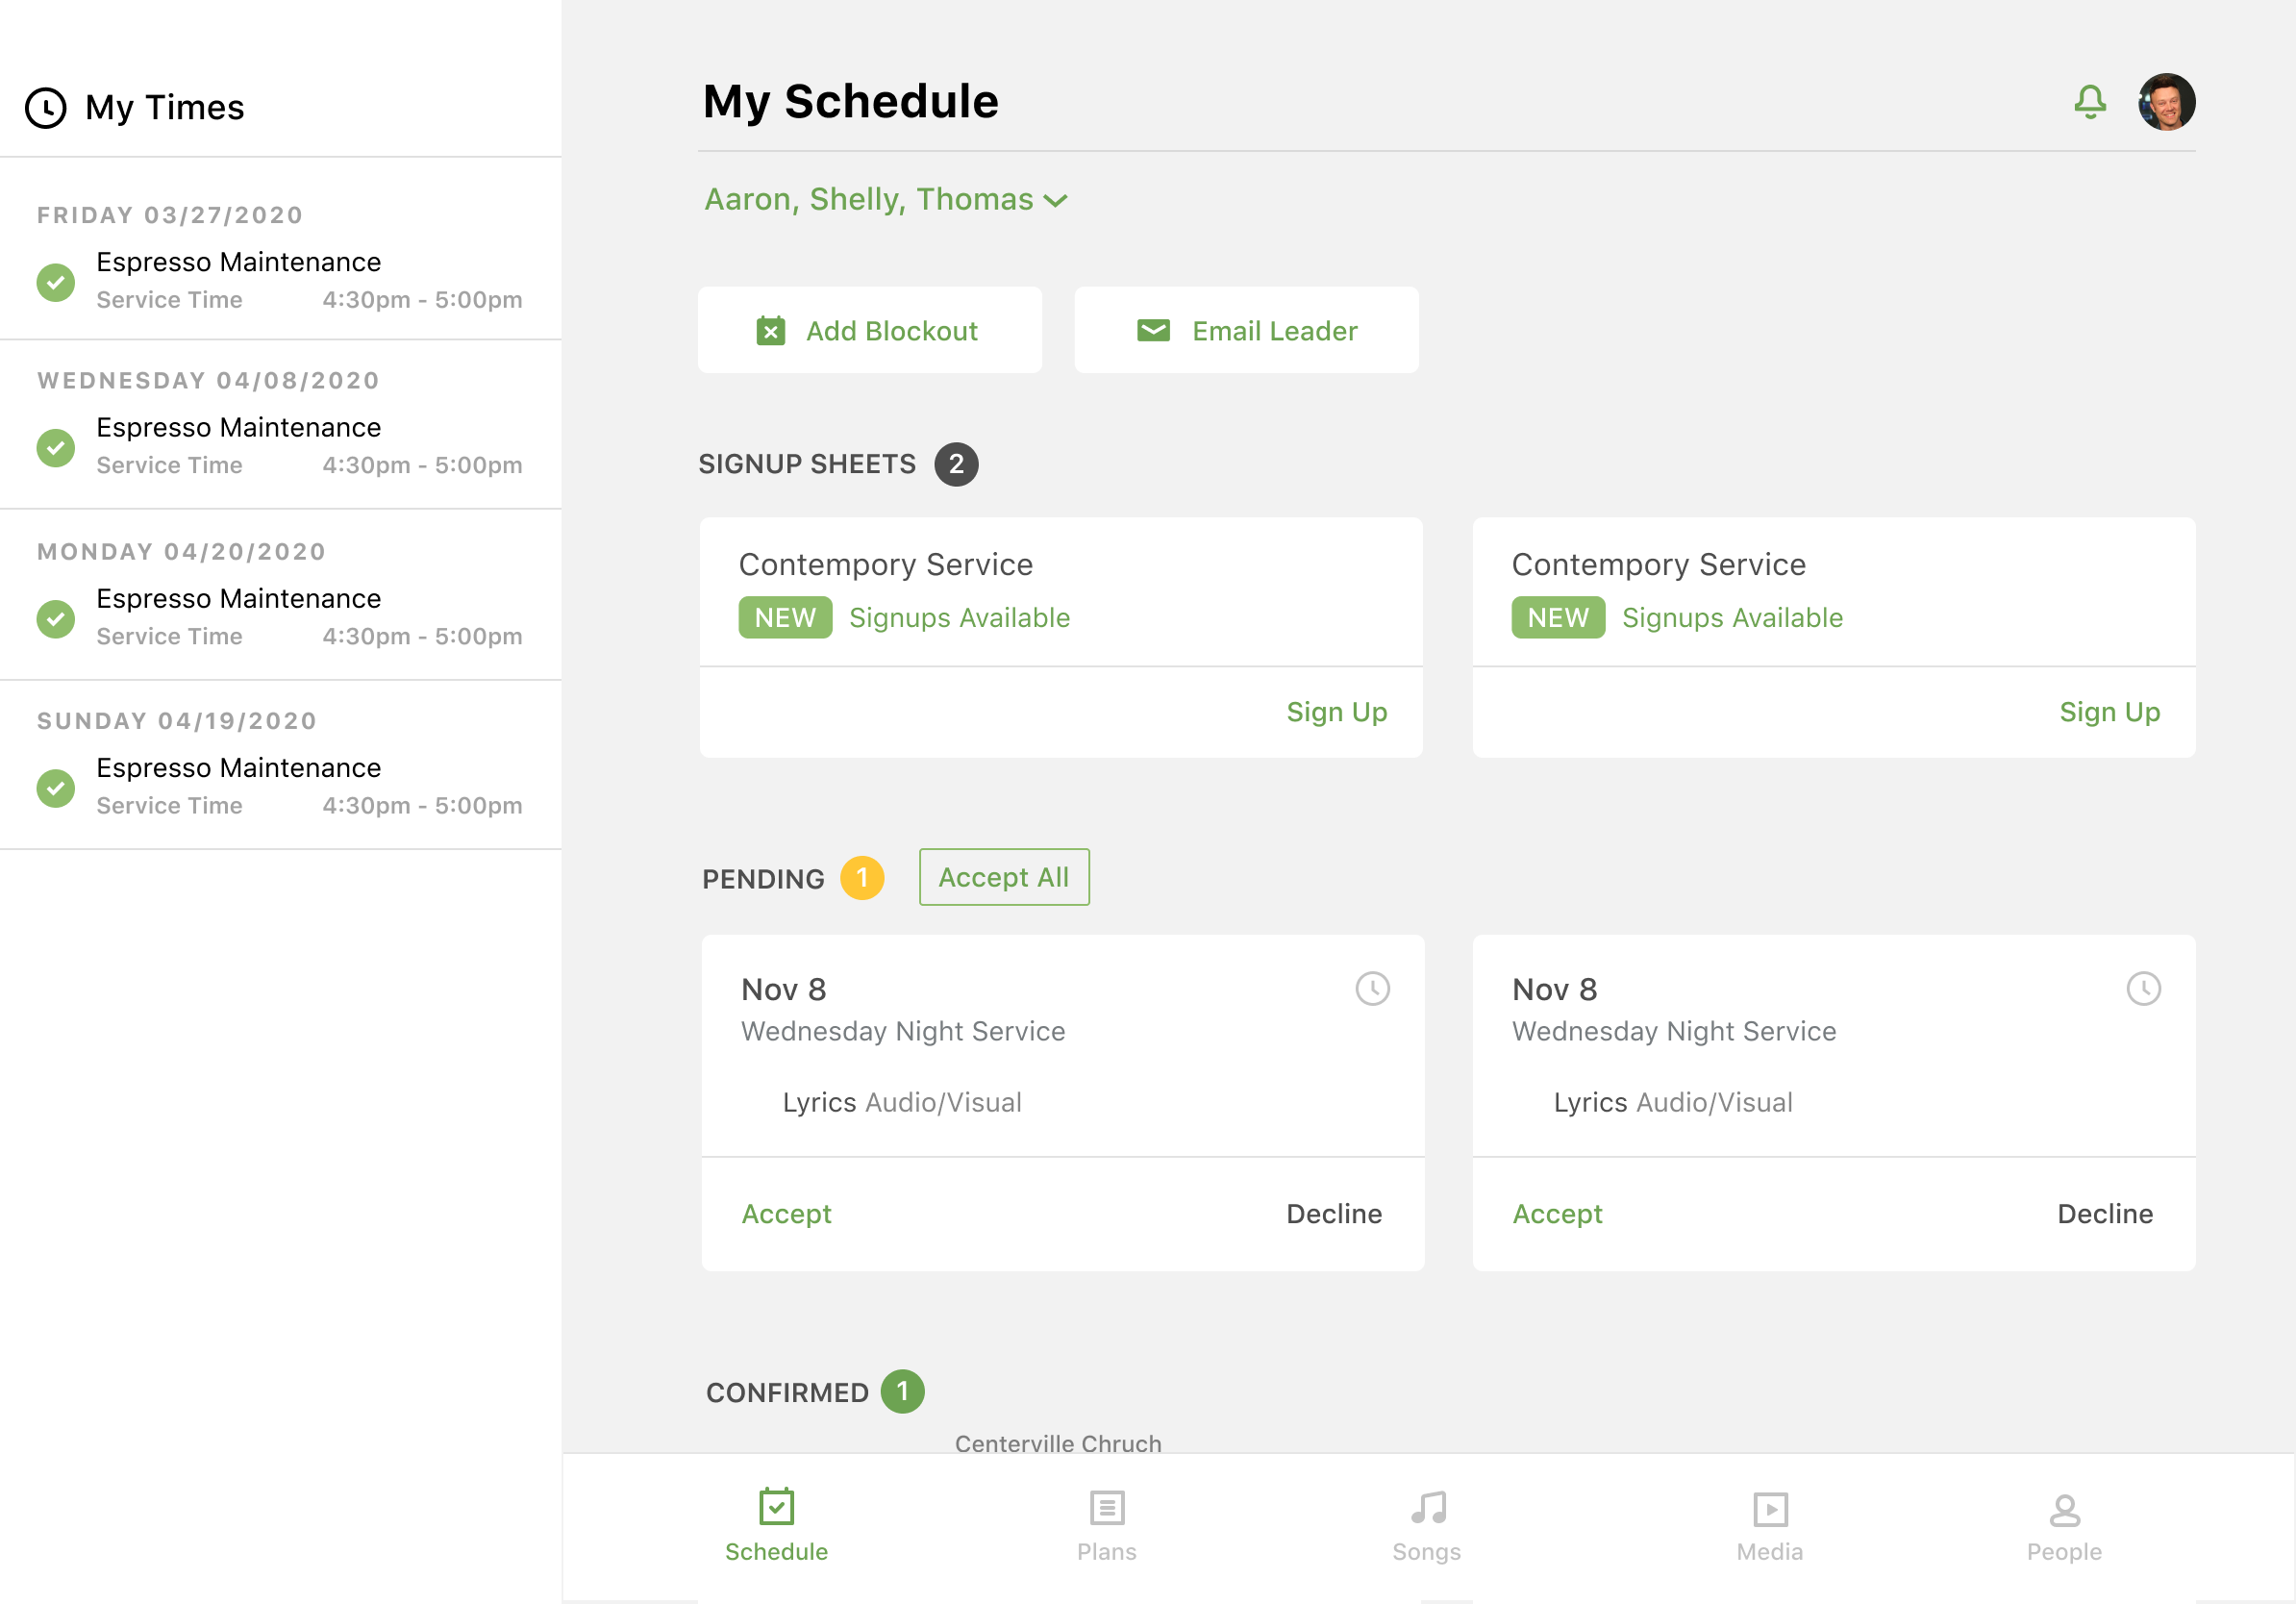 My Times
FRIDAY 03/27/2020
Espresso Maintenance
Service Time 4:30pm - 5:00pm
WEDNESDAY 04/08/2020
Espresso Maintenance
Service Time 4:30pm - 5:00pm
MONDAY 04/20/2020
Espresso Maintenance
Service Time 4:30pm - 5:00pm
SUNDAY 04/19/2020
Espresso Maintenance
Service Time 4:30pm - 5:00pm
My Schedule
Aaron, Shelly, Thomas
Add Blockout
Email Leader
SIGNUP SHEETS 2
Contempory Service
NEW Signups Available
Sign Up
Contempory Service
NEW Signups Available
Sign Up
PENDING 1 Accept All
Nov 8
Wednesday Night Service
Lyrics Audio/Visual
Accept Decline
Nov 8
Wednesday Night Service
Lyrics Audio/Visual
Accept Decline
CONFIRMED 1
Centerville Chruch
Schedule
Plans
Songs
Media
People